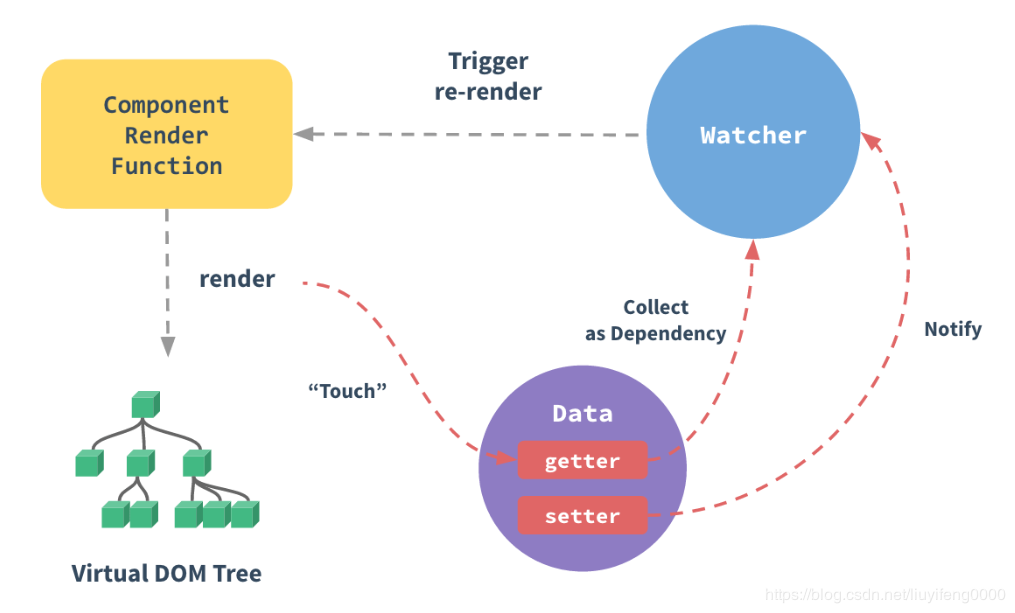 Trigger
re-render
Component
Render
Function
Watcher
render
Collect
as Dependency
Notify
“Touch”
Data
getter
setter
Virtual DOM Tree
https://blog.csdn.net/liuyifeng0000